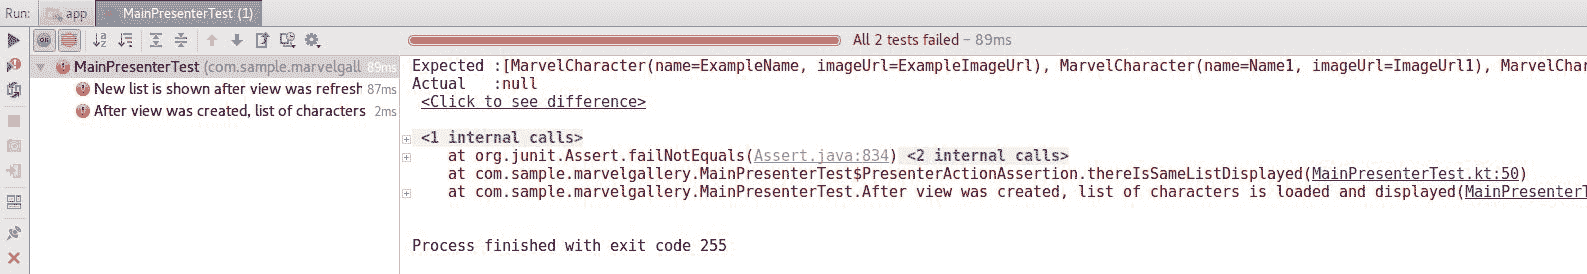 Run: app MainPresenterTest (1)
All 2 tests failed – 89ms
MainPresenterTest (com.sample.marvelgall 89ms
New list is shown after view was refresh 87ms
After view was created, list of characters 2ms
Expected :[MarvelCharacter(name=ExampleName, imageUrl=ExampleImageUrl), MarvelCharacter(name=Name1, imageUrl=ImageUrl1), MarvelChar
Actual :null
<Click to see difference>
<1 internal calls>
at org.junit.Assert.failNotEquals(Assert.java:834) <2 internal calls>
at com.sample.marvelgallery.MainPresenterTest$PresenterActionAssertion.thereIsSameListDisplayed(MainPresenterTest.kt:50)
at com.sample.marvelgallery.MainPresenterTest.After view was created, list of characters is loaded and displayed(MainPresenterT
Process finished with exit code 255